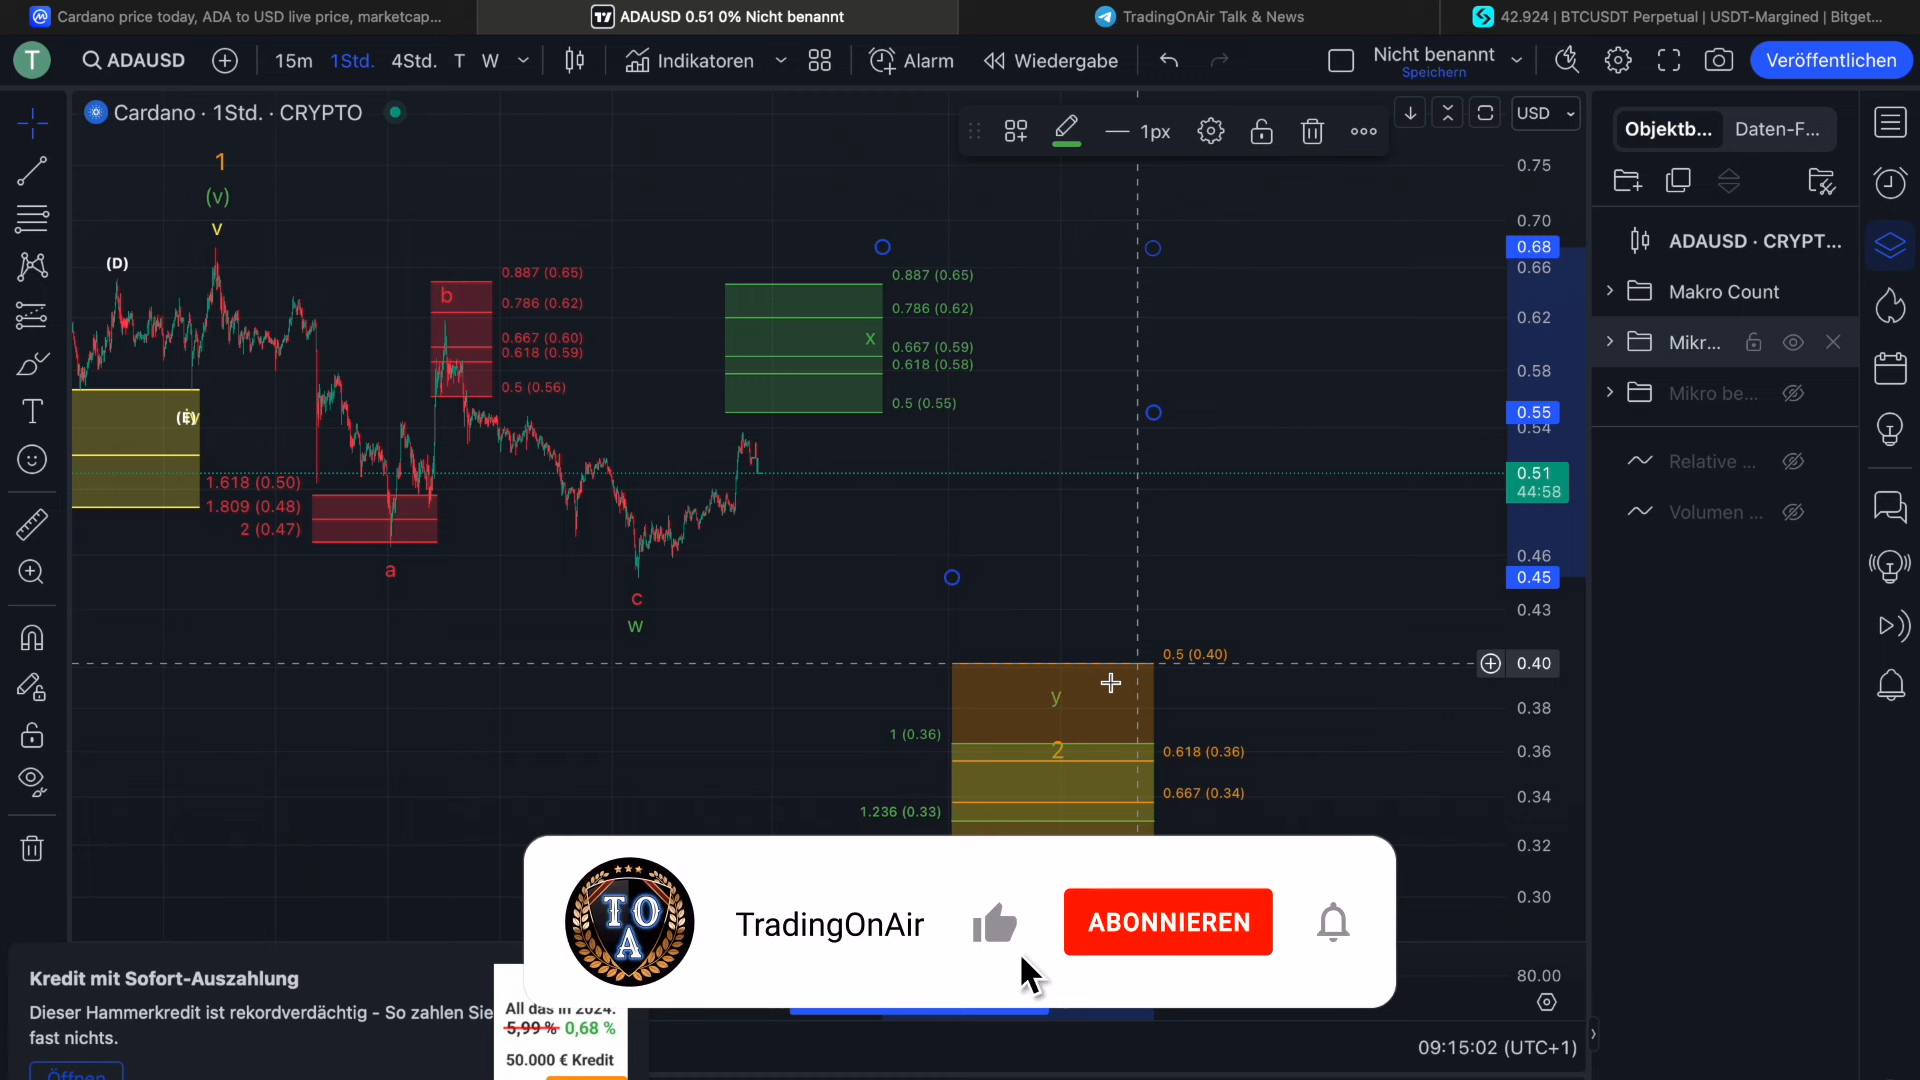 Cardano price today, ADA to USD live price, marketcap...
ADAUSD 0.51 0% Nicht benannt
TradingOnAir Talk & News
42.924 | BTCUSDT Perpetual | USDT-Margined | Bitget...
T
ADAUSD
15m
1Std.
4Std.
T
W
Indikatoren
Alarm
Wiedergabe
Nicht benannt
Speichern
Veröffentlichen
Cardano · 1Std. · CRYPTO
1px
USD
Objektb...
Daten-F...
ADAUSD · CRYPT...
Makro Count
Mikr...
Mikro be...
Relative ...
Volumen ...
1
(v)
v
(D)
b
0.887 (0.65)
0.786 (0.62)
0.667 (0.60)
0.618 (0.59)
0.5 (0.56)
0.887 (0.65)
0.786 (0.62)
x
0.667 (0.59)
0.618 (0.58)
0.5 (0.55)
1.618 (0.50)
1.809 (0.48)
2 (0.47)
a
c
w
0.5 (0.40)
y
1 (0.36)
2
0.618 (0.36)
0.667 (0.34)
1.236 (0.33)
0.75
0.70
0.68
0.66
0.62
0.58
0.55
0.54
0.51
44:58
0.46
0.45
0.43
0.40
0.38
0.36
0.34
0.32
0.30
80.00
TOA
TradingOnAir
ABONNIEREN
Kredit mit Sofort-Auszahlung
Dieser Hammerkredit ist rekordverdächtig - So zahlen Sie
fast nichts.
Öffnen
All das in 2024:
5,99 % 0,68 %
50.000 € Kredit
09:15:02 (UTC+1)